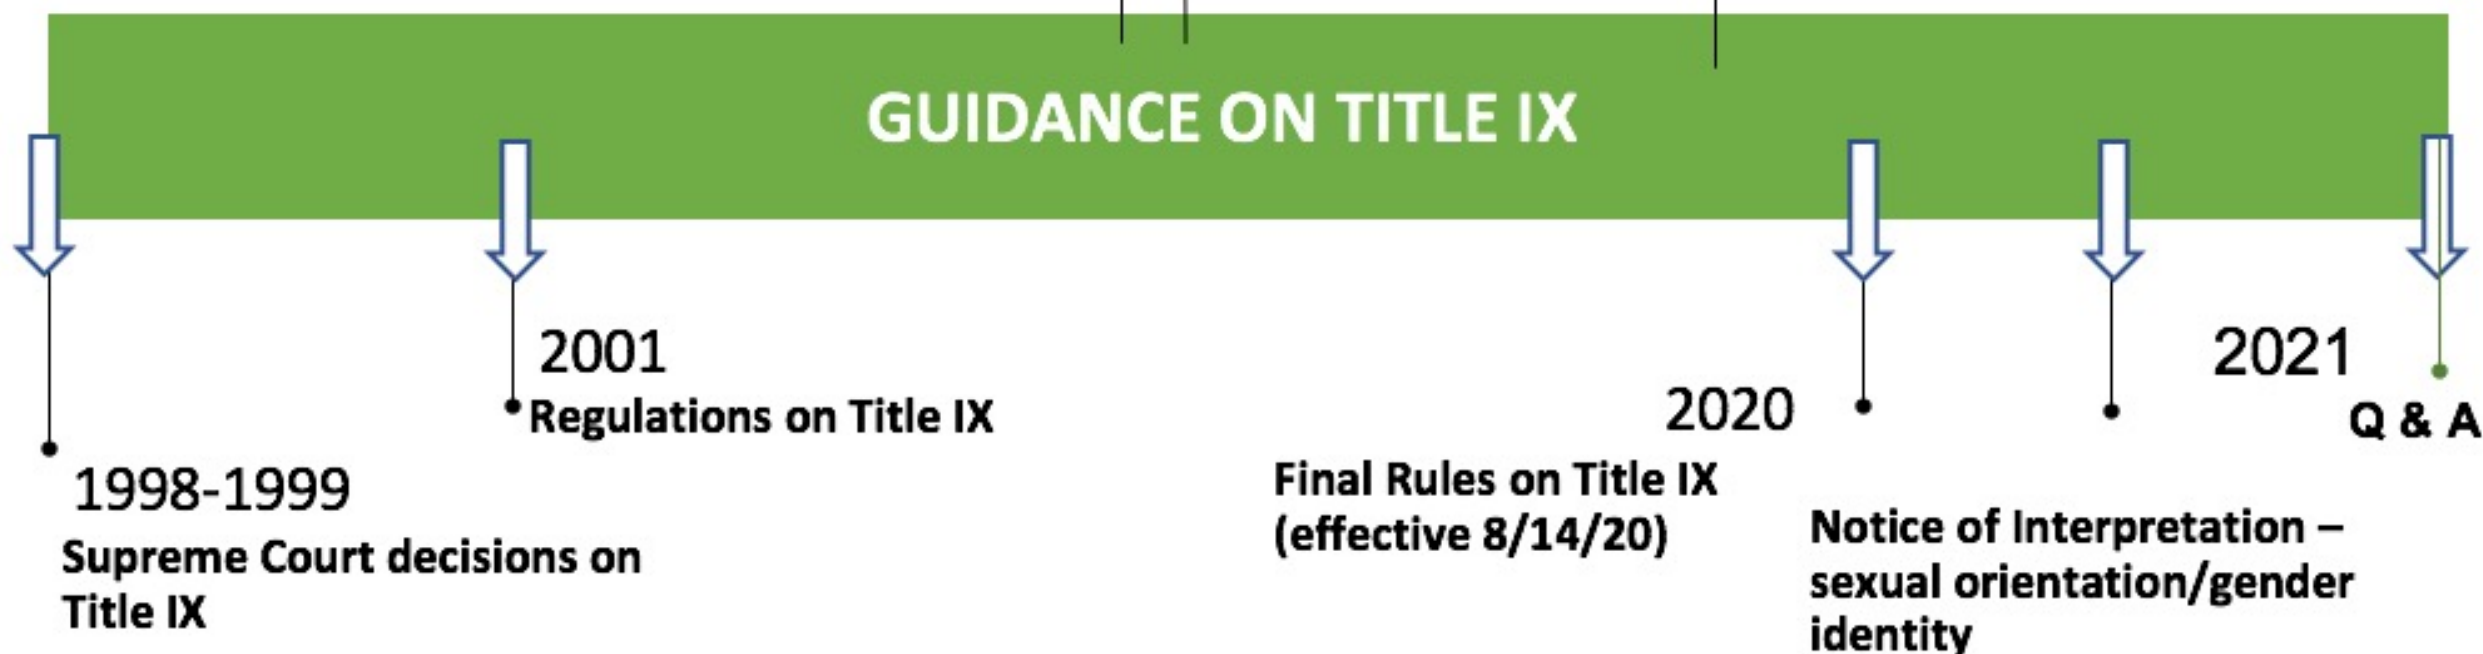 GUIDANCE ON TITLE IX
2001
Regulations on Title IX
1998-1999
Supreme Court decisions on
Title IX
2020
Final Rules on Title IX
(effective 8/14/20)
2021
Notice of Interpretation –
sexual orientation/gender
identity
Q & A